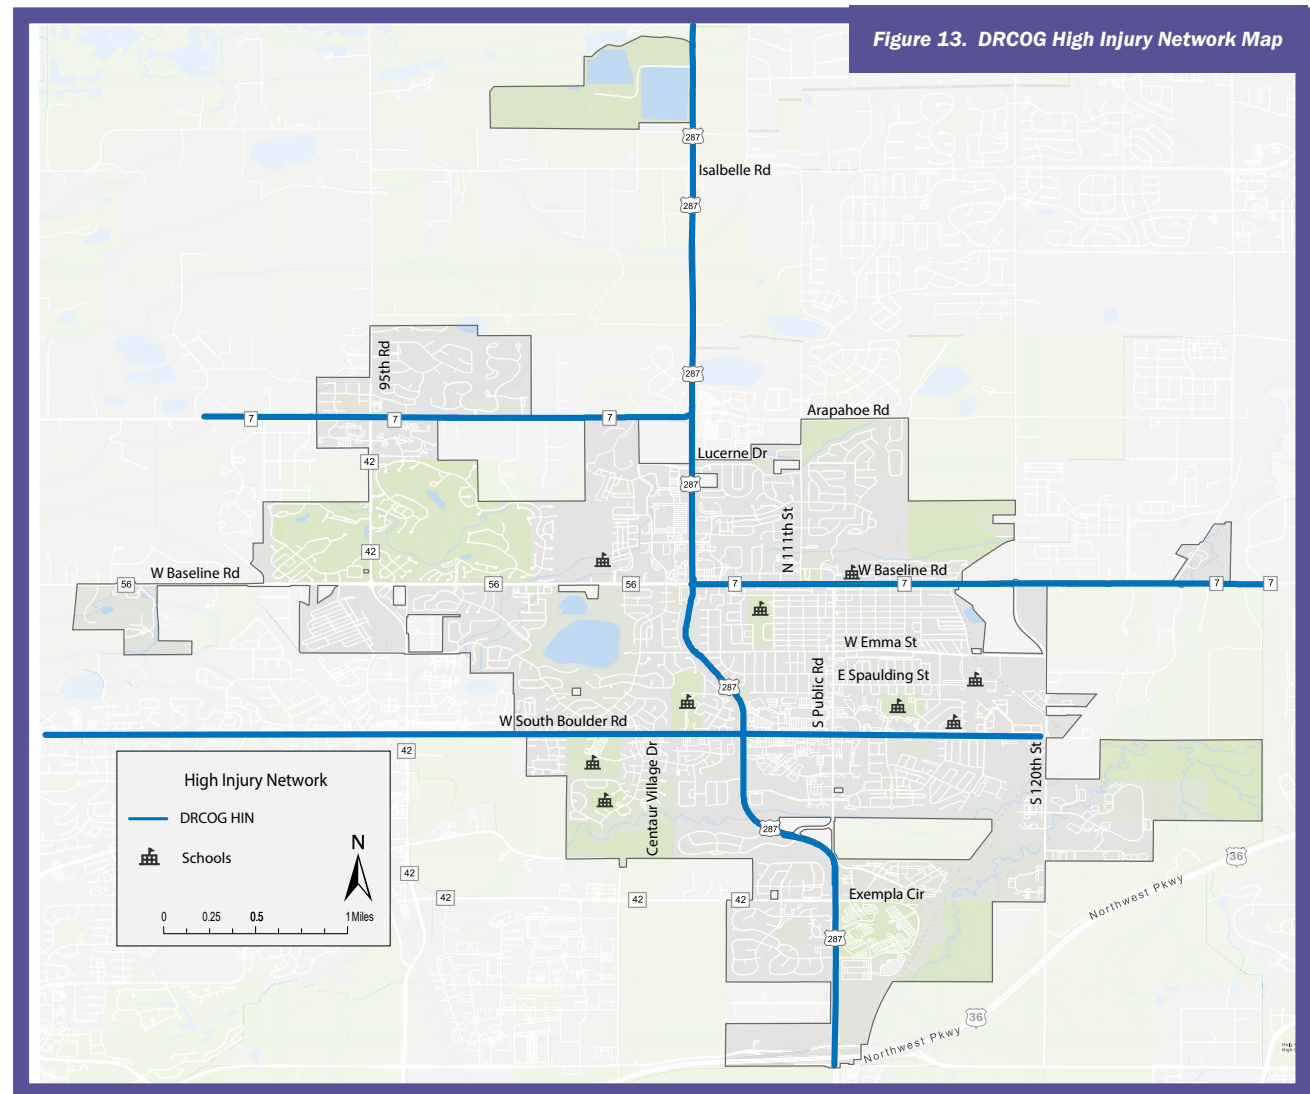 Figure 13. DRCOG High Injury Network Map
287
Isalbelle Rd
287
95th Rd
287
7
7
7
Arapahoe Rd
42
Lucerne Dr
287
N 111th St
42
W Baseline Rd
W Baseline Rd
56
56
56
7
7
7
7
W Emma St
S Public Rd
E Spaulding St
287
W South Boulder Rd
42
Centaur Village Dr
S 120th St
High Injury Network
DRCOG HIN
Schools
N
0
0.25
0.5
1 Miles
287
36
42
42
42
42
Exempla Cir
Northwest Pkwy
287
36
Northwest Pkwy